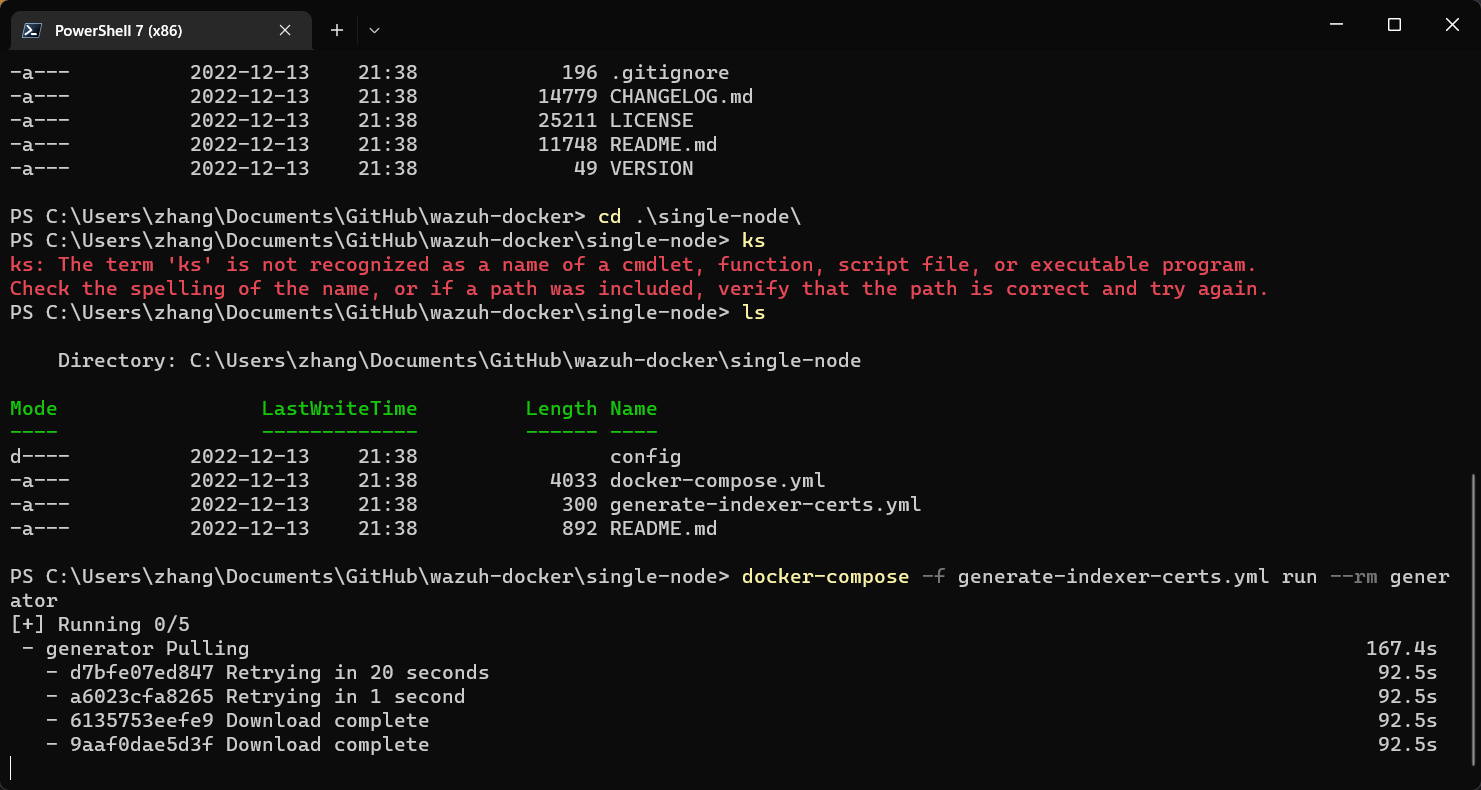 PowerShell 7 (x86)
-a---          2022-12-13    21:38            196 .gitignore
-a---          2022-12-13    21:38          14779 CHANGELOG.md
-a---          2022-12-13    21:38          25211 LICENSE
-a---          2022-12-13    21:38          11748 README.md
-a---          2022-12-13    21:38             49 VERSION
PS C:\Users\zhang\Documents\GitHub\wazuh-docker> cd .\single-node\
PS C:\Users\zhang\Documents\GitHub\wazuh-docker\single-node> ks
ks: The term 'ks' is not recognized as a name of a cmdlet, function, script file, or executable program.
Check the spelling of the name, or if a path was included, verify that the path is correct and try again.
PS C:\Users\zhang\Documents\GitHub\wazuh-docker\single-node> ls
    Directory: C:\Users\zhang\Documents\GitHub\wazuh-docker\single-node
Mode                 LastWriteTime         Length Name
----                 -------------         ------ ----
d----          2022-12-13    21:38                config
-a---          2022-12-13    21:38           4033 docker-compose.yml
-a---          2022-12-13    21:38            300 generate-indexer-certs.yml
-a---          2022-12-13    21:38            892 README.md
PS C:\Users\zhang\Documents\GitHub\wazuh-docker\single-node> docker-compose -f generate-indexer-certs.yml run --rm gener
ator
[+] Running 0/5
 - generator Pulling                                                                                             167.4s
   - d7bfe07ed847 Retrying in 20 seconds                                                                          92.5s
   - a6023cfa8265 Retrying in 1 second                                                                            92.5s
   - 6135753eefe9 Download complete                                                                               92.5s
   - 9aaf0dae5d3f Download complete                                                                               92.5s